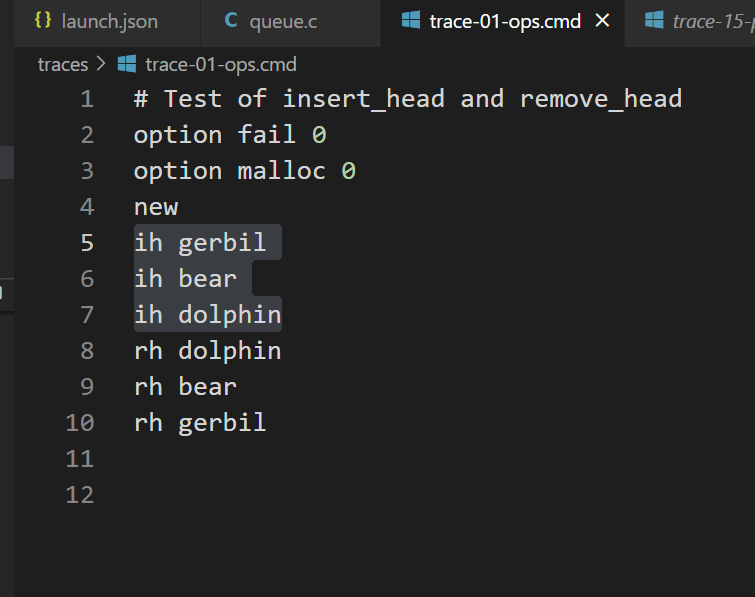 {} launch.json
C queue.c
trace-01-ops.cmd ×
trace-15-
traces > trace-01-ops.cmd
1 # Test of insert_head and remove_head
2 option fail 0
3 option malloc 0
4 new
5 ih gerbil
6 ih bear
7 ih dolphin
8 rh dolphin
9 rh bear
10 rh gerbil
11
12